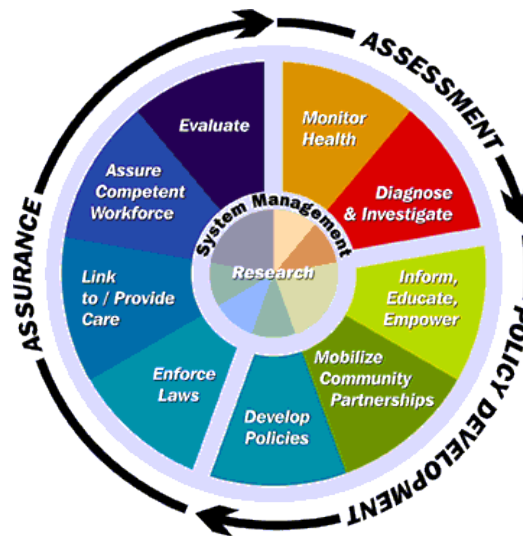 ASSESSMENT
POLICY DEVELOPMENT
ASSURANCE
Monitor
Health
Diagnose
& Investigate
Inform,
Educate,
Empower
Mobilize
Community
Partnerships
Develop
Policies
Enforce
Laws
Link
to / Provide
Care
Assure
Competent
Workforce
Evaluate
System Management
Research